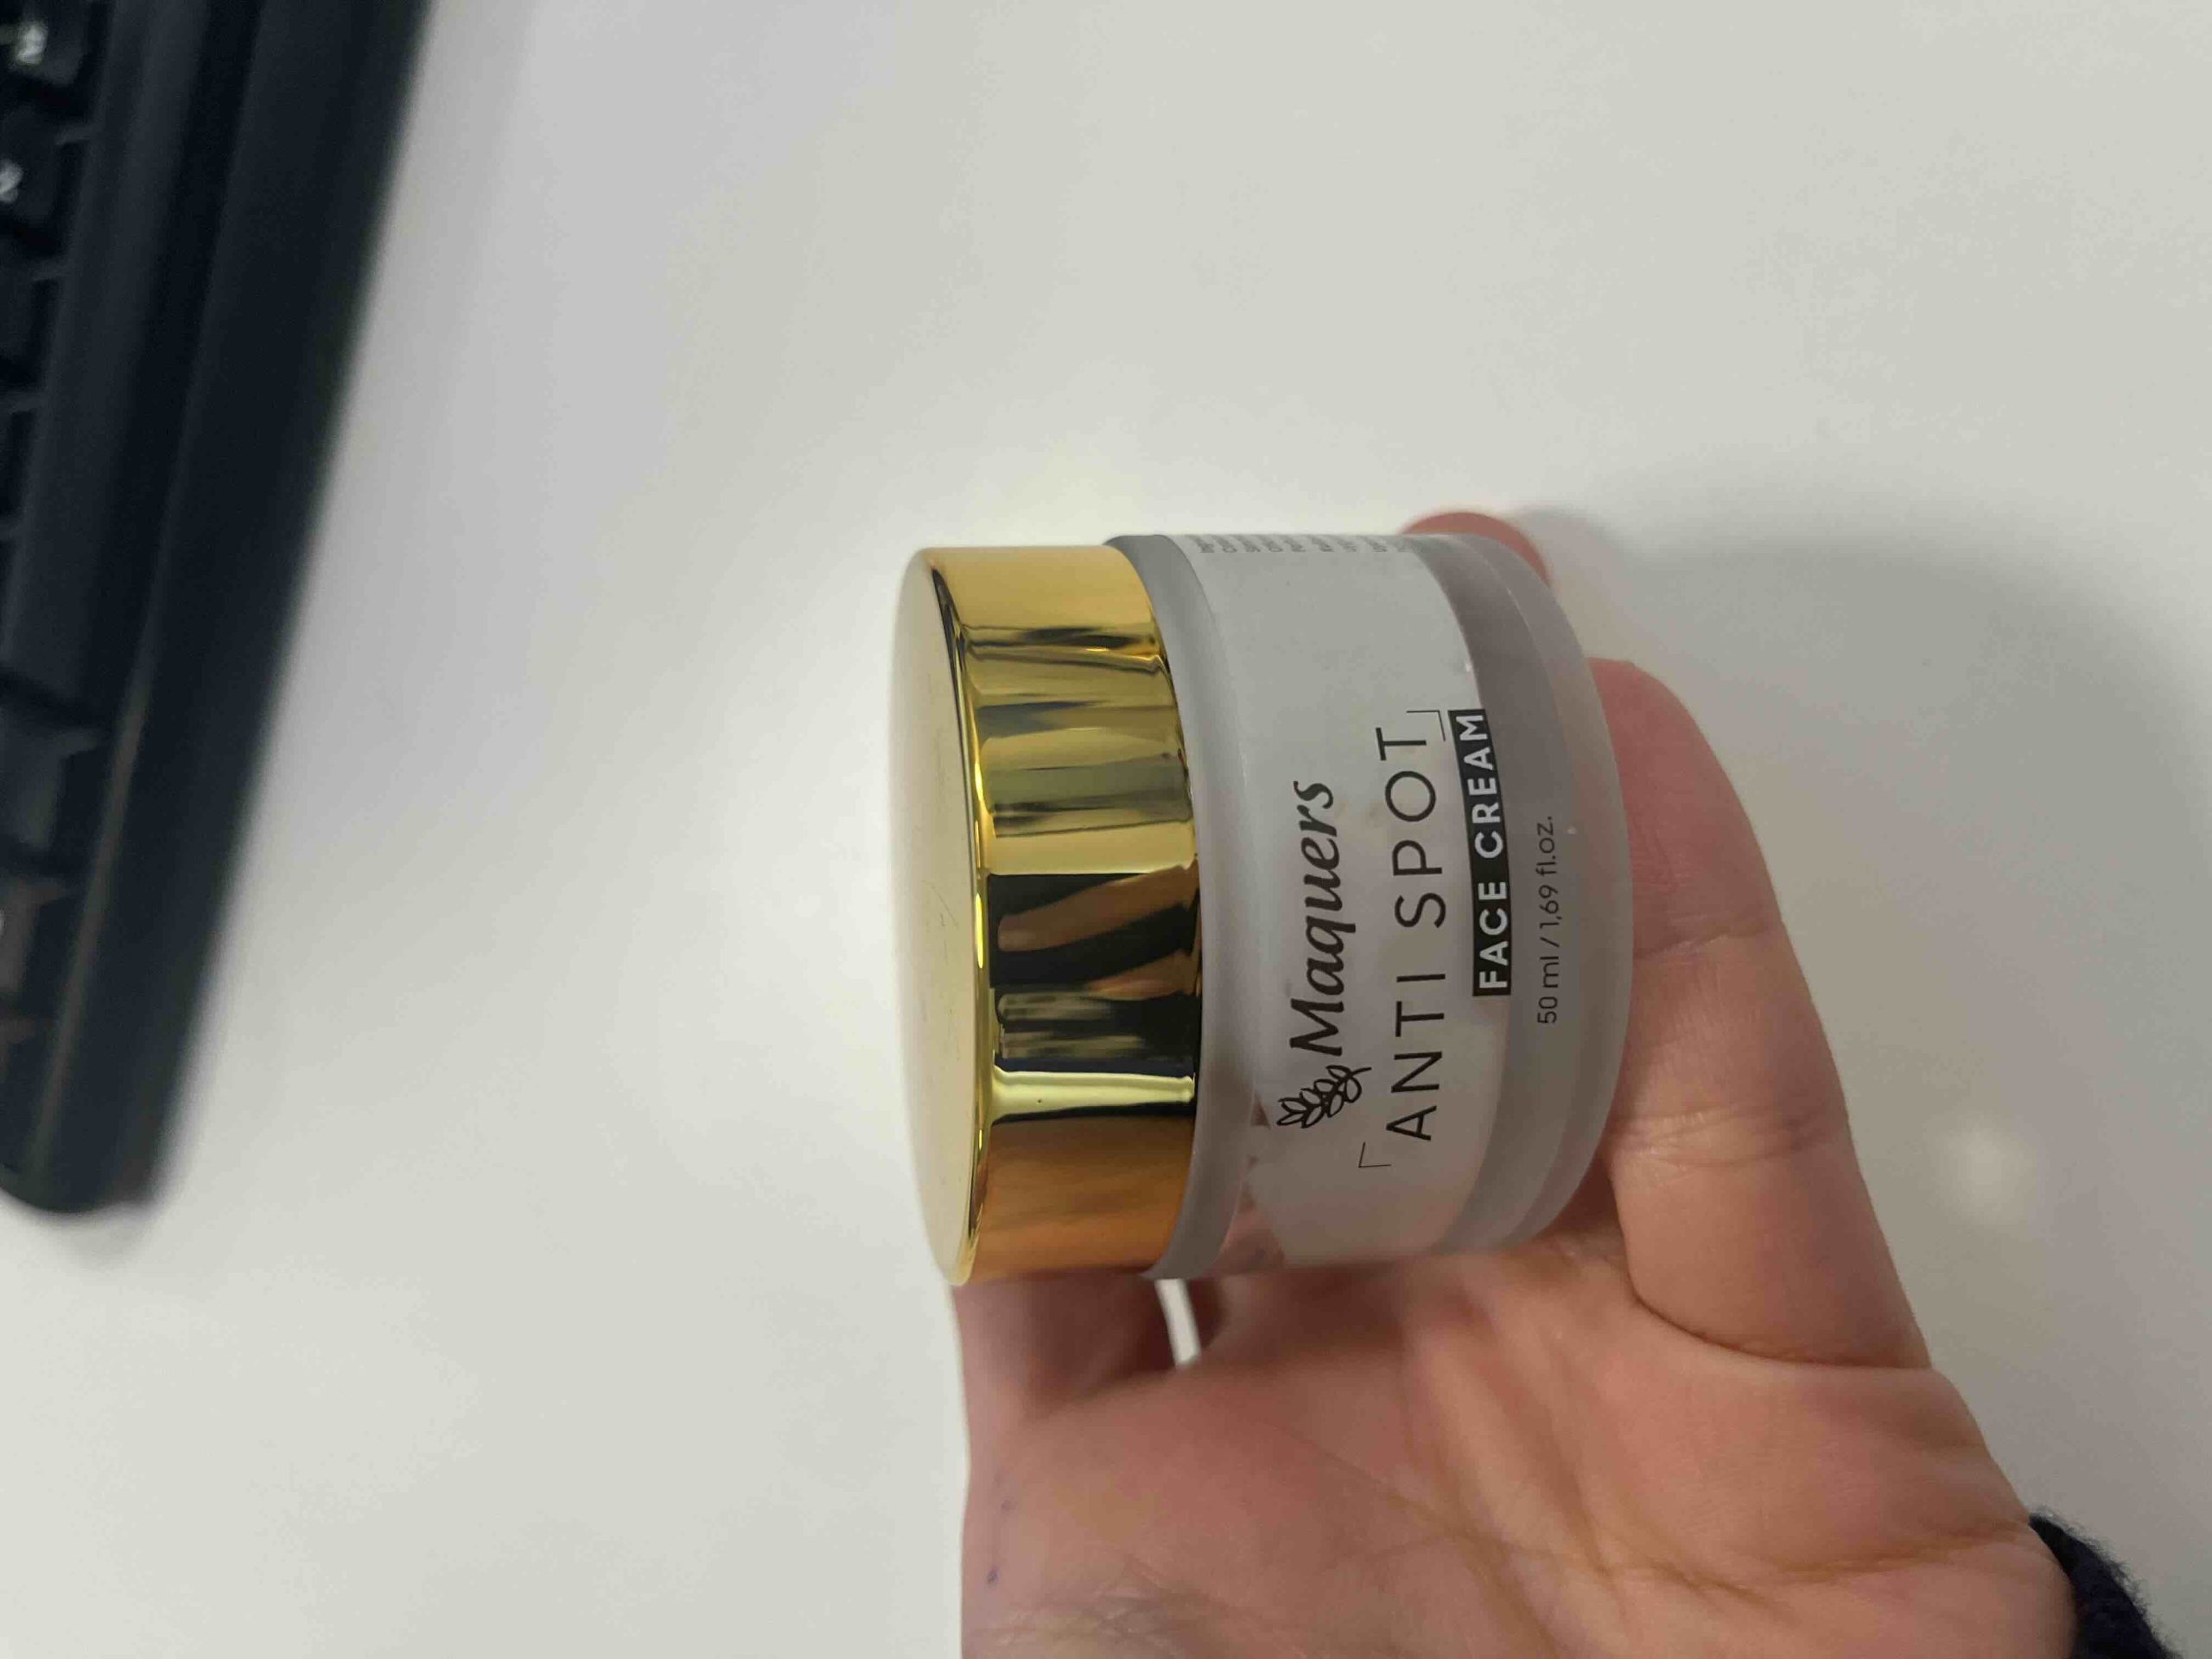 Maquers
ANTI SPOT
FACE CREAM
50 ml / 1,69 fl.oz.